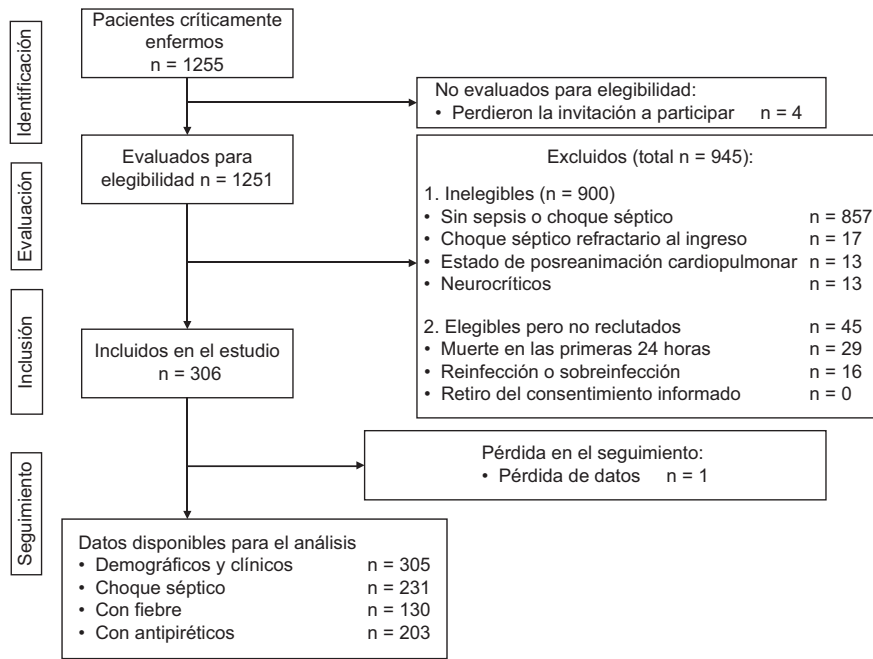 Identificación
Pacientes críticamente
enfermos
n = 1255
No evaluados para elegibilidad:
• Perdieron la invitación a participar n = 4
Evaluación
Evaluados para
elegibilidad n = 1251
Excluidos (total n = 945):
1. Inelegibles (n = 900)
• Sin sepsis o choque séptico n = 857
• Choque séptico refractario al ingreso n = 17
• Estado de posreanimación cardiopulmonar n = 13
• Neurocríticos n = 13
2. Elegibles pero no reclutados n = 45
• Muerte en las primeras 24 horas n = 29
• Reinfección o sobreinfección n = 16
• Retiro del consentimiento informado n = 0
Inclusión
Incluidos en el estudio
n = 306
Pérdida en el seguimiento:
• Pérdida de datos n = 1
Seguimiento
Datos disponibles para el análisis
• Demográficos y clínicos n = 305
• Choque séptico n = 231
• Con fiebre n = 130
• Con antipiréticos n = 203